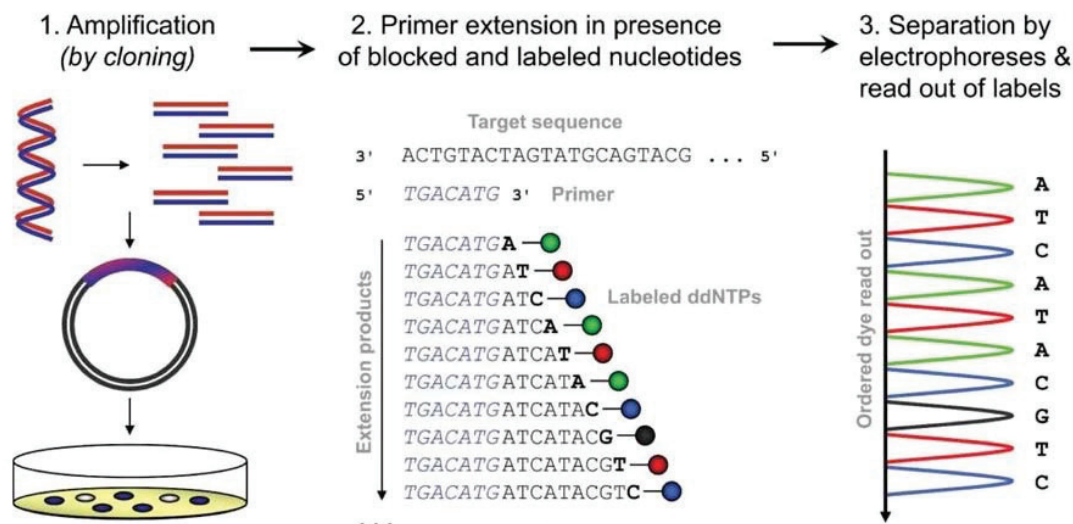 1. Amplification
(by cloning)
2. Primer extension in presence
of blocked and labeled nucleotides
3. Separation by
electrophoreses &
read out of labels
Target sequence
3' ACTGTACTAGTATGCAGTACG ... 5'
5' TGACATG 3' Primer
TGACATGA
TGACATGAT
TGACATGATC
TGACATGATCA
TGACATGATCAT
TGACATGATCATA
TGACATGATCATAC
TGACATGATCATACG
TGACATGATCATACGT
TGACATGATCATACGTC
Labeled ddNTPs
Extension products
Ordered dye read out
A
T
C
A
T
A
C
G
T
C